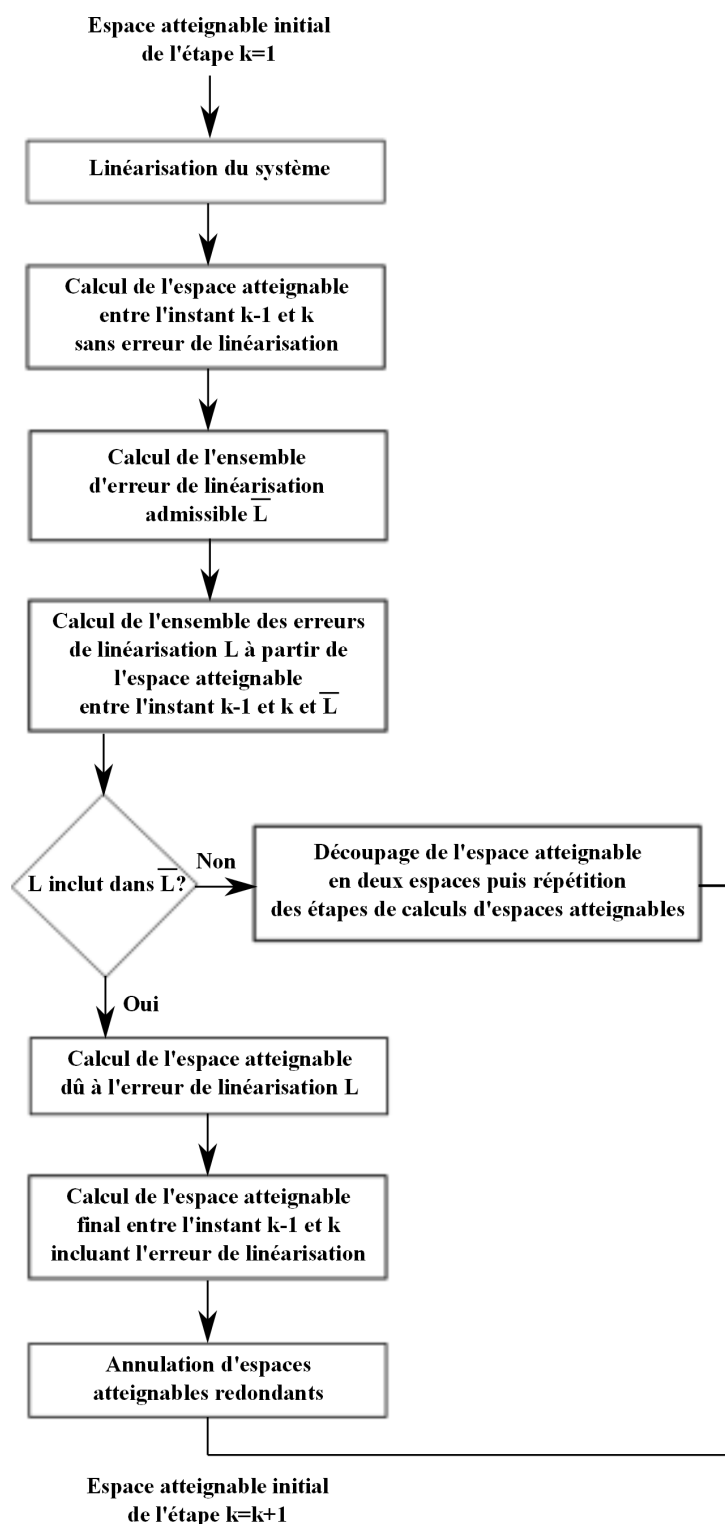 Espace atteignable initial
de l'étape k=1
Linéarisation du système
Calcul de l'espace atteignable
entre l'instant k-1 et k
sans erreur de linéarisation
Calcul de l'ensemble
d'erreur de linéarisation
admissible L̅
Calcul de l'ensemble des erreurs
de linéarisation L à partir de
l'espace atteignable
entre l'instant k-1 et k et L̅
L inclut dans L̅?
Non
Découpage de l'espace atteignable
en deux espaces puis répétition
des étapes de calculs d'espaces atteignables
Oui
Calcul de l'espace atteignable
dû à l'erreur de linéarisation L
Calcul de l'espace atteignable
final entre l'instant k-1 et k
incluant l'erreur de linéarisation
Annulation d'espaces
atteignables redondants
Espace atteignable initial
de l'étape k=k+1